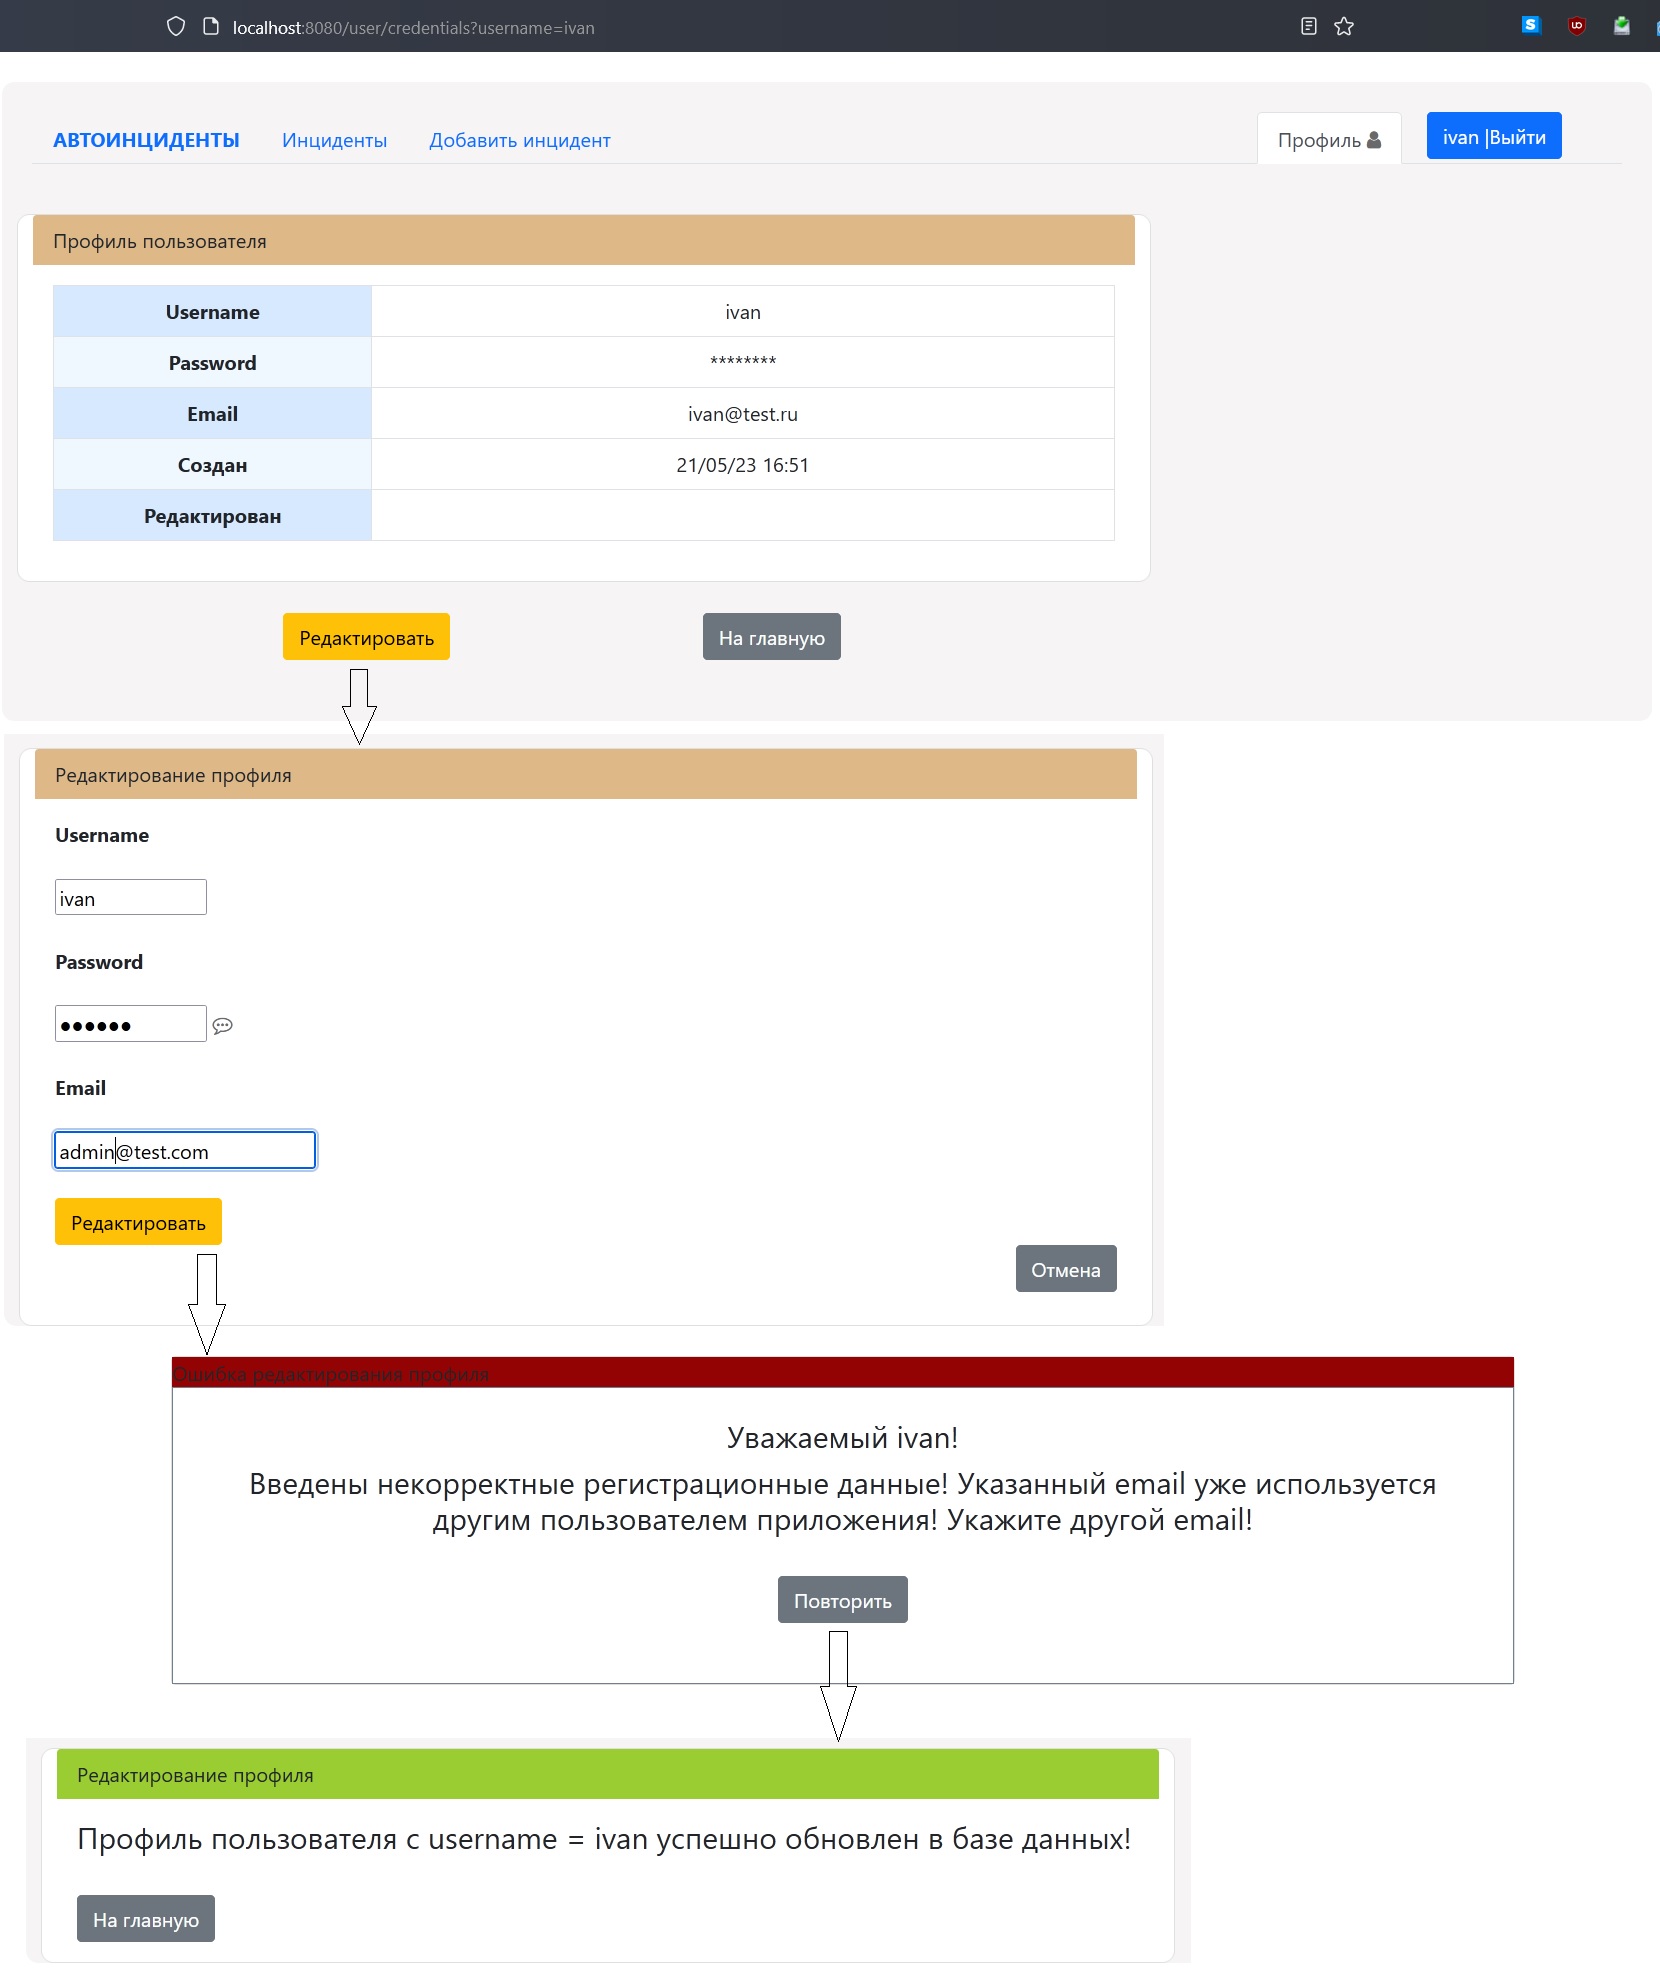 localhost:8080/user/credentials?username=ivan
АВТОИНЦИДЕНТЫ Инциденты Добавить инцидент Профиль ivan |Выйти
Профиль пользователя
Username ivan
Password ********
Email ivan@test.ru
Создан 21/05/23 16:51
Редактирован
Редактировать На главную
Редактирование профиля
Username
ivan
Password
●●●●●●
Email
admin@test.com
Редактировать
Отмена
Ошибка редактирования профиля
Уважаемый ivan!
Введены некорректные регистрационные данные! Указанный email уже используется
другим пользователем приложения! Укажите другой email!
Повторить
Редактирование профиля
Профиль пользователя с username = ivan успешно обновлен в базе данных!
На главную